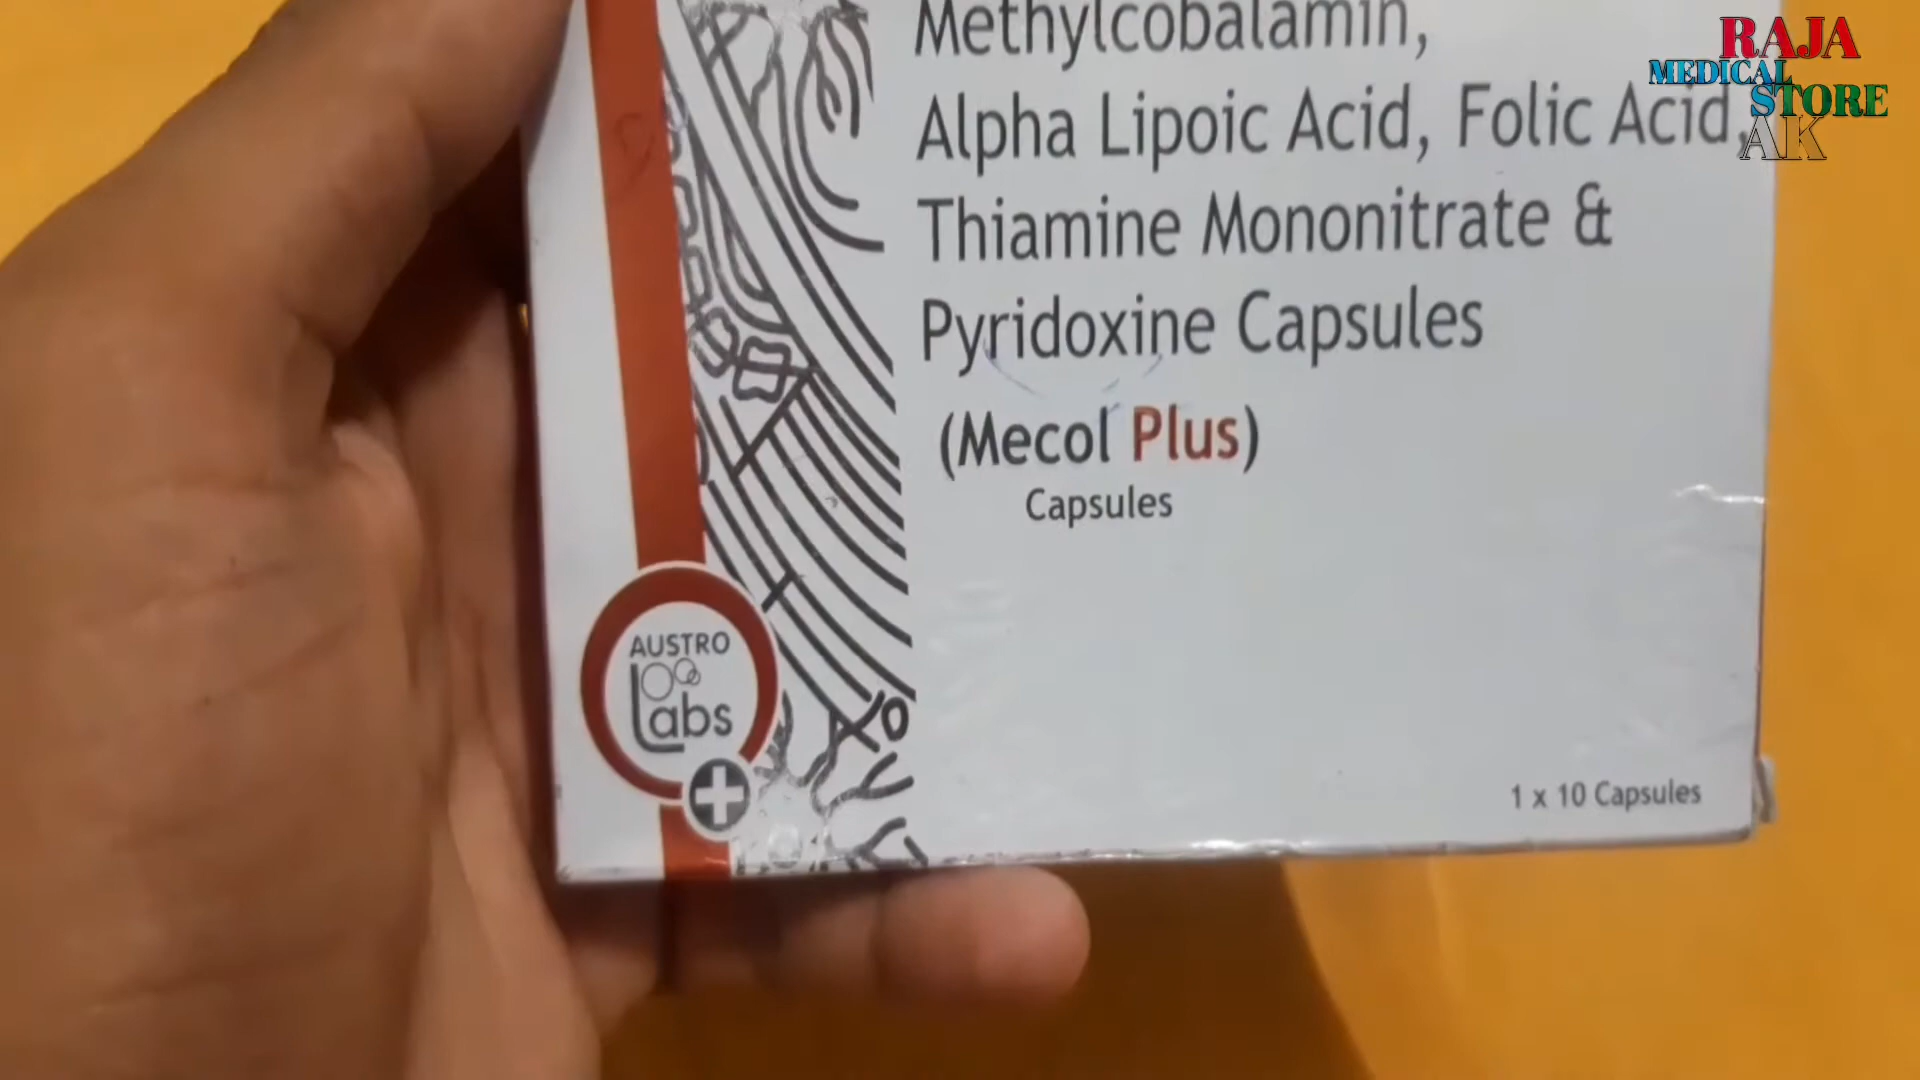 Methylcobalamin,
Alpha Lipoic Acid, Folic Acid,
Thiamine Mononitrate &
Pyridoxine Capsules
(Mecol Plus)
Capsules
AUSTRO
Labs
1 x 10 Capsules
RAJA
MEDICAL
STORE
AK